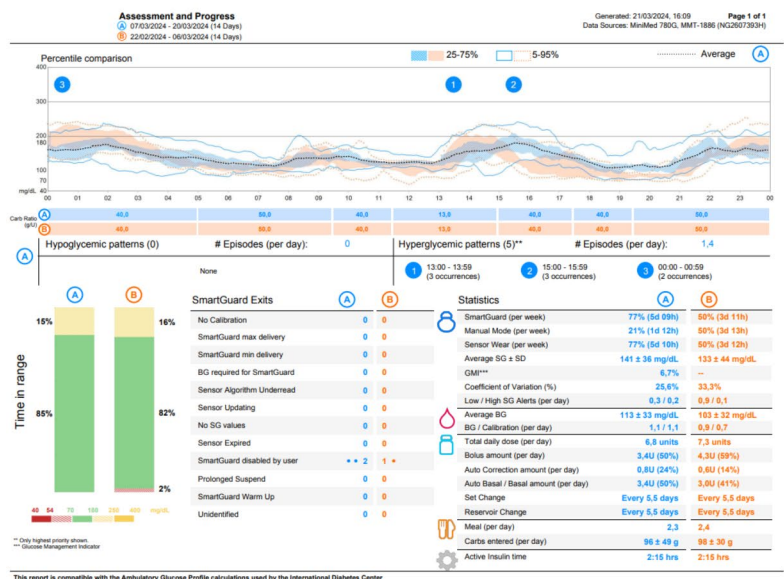 Assessment and Progress
A 07/03/2024 - 20/03/2024 (14 Days)
B 22/02/2024 - 06/03/2024 (14 Days)
Generated: 21/03/2024, 16:09 Page 1 of 1
Data Sources: MiniMed 780G, MMT-1886 (NG2607393H)
Percentile comparison
25-75% 5-95% Average A
400
300
200
180
100
70
mg/dL 40
3 1 2
00 01 02 03 04 05 06 07 08 09 10 11 12 13 14 15 16 17 18 19 20 21 22 23 00
Carb Ratio (g/U)
A 40,0 50,0 40,0 13,0 40,0 40,0 50,0
B 40,0 50,0 40,0 13,0 40,0 40,0 50,0
A
Hypoglycemic patterns (0) # Episodes (per day): 0
Hyperglycemic patterns (5)** # Episodes (per day): 1,4
None
1 13:00 - 13:59 (3 occurrences)
2 15:00 - 15:59 (3 occurrences)
3 00:00 - 00:59 (2 occurrences)
Time in range
A B
15% 16%
85% 82%
2%
40 54 70 180 250 400 mg/dL
** Only highest priority shown.
*** Glucose Management Indicator
SmartGuard Exits A B
No Calibration 0 0
SmartGuard max delivery 0 0
SmartGuard min delivery 0 0
BG required for SmartGuard 0 0
Sensor Algorithm Underread 0 0
Sensor Updating 0 0
No SG values 0 0
Sensor Expired 0 0
SmartGuard disabled by user 2 1
Prolonged Suspend 0 0
SmartGuard Warm Up 0 0
Unidentified 0 0
Statistics A B
SmartGuard (per week) 77% (5d 09h) 50% (3d 11h)
Manual Mode (per week) 21% (1d 12h) 50% (3d 13h)
Sensor Wear (per week) 77% (5d 10h) 50% (3d 12h)
Average SG ± SD 141 ± 36 mg/dL 133 ± 44 mg/dL
GMI*** 6,7% --
Coefficient of Variation (%) 25,6% 33,3%
Low / High SG Alerts (per day) 0,3 / 0,2 0,9 / 0,1
Average BG 113 ± 33 mg/dL 103 ± 32 mg/dL
BG / Calibration (per day) 1,1 / 1,1 0,9 / 0,7
Total daily dose (per day) 6,8 units 7,3 units
Bolus amount (per day) 3,4U (50%) 4,3U (59%)
Auto Correction amount (per day) 0,8U (24%) 0,6U (14%)
Auto Basal / Basal amount (per day) 3,4U (50%) 3,0U (41%)
Set Change Every 5,5 days Every 5,5 days
Reservoir Change Every 5,5 days Every 5,5 days
Meal (per day) 2,3 2,4
Carbs entered (per day) 96 ± 49 g 98 ± 30 g
Active Insulin time 2:15 hrs 2:15 hrs
This report is compatible with the Ambulatory Glucose Profile calculations used by the International Diabetes Center